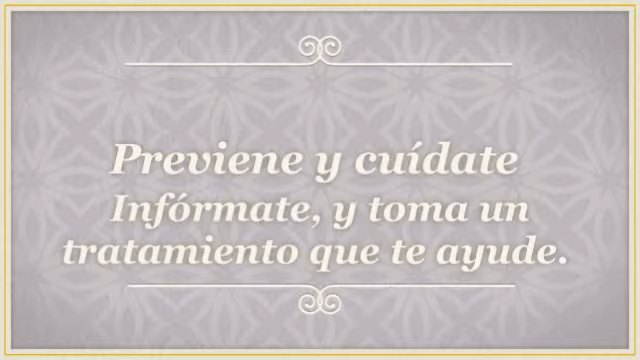 Previene y cuídate
Infórmate, y toma un
tratamiento que te ayude.